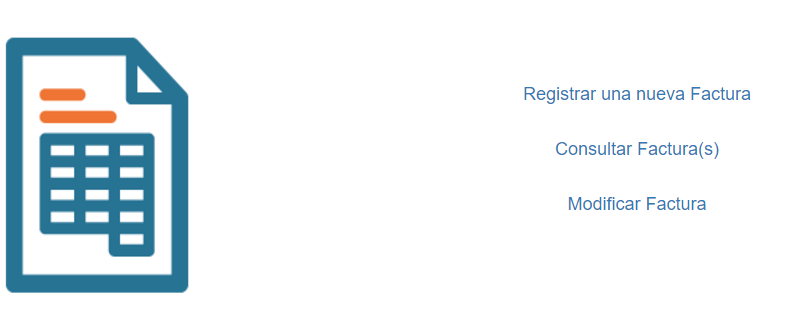 Registrar una nueva Factura
Consultar Factura(s)
Modificar Factura